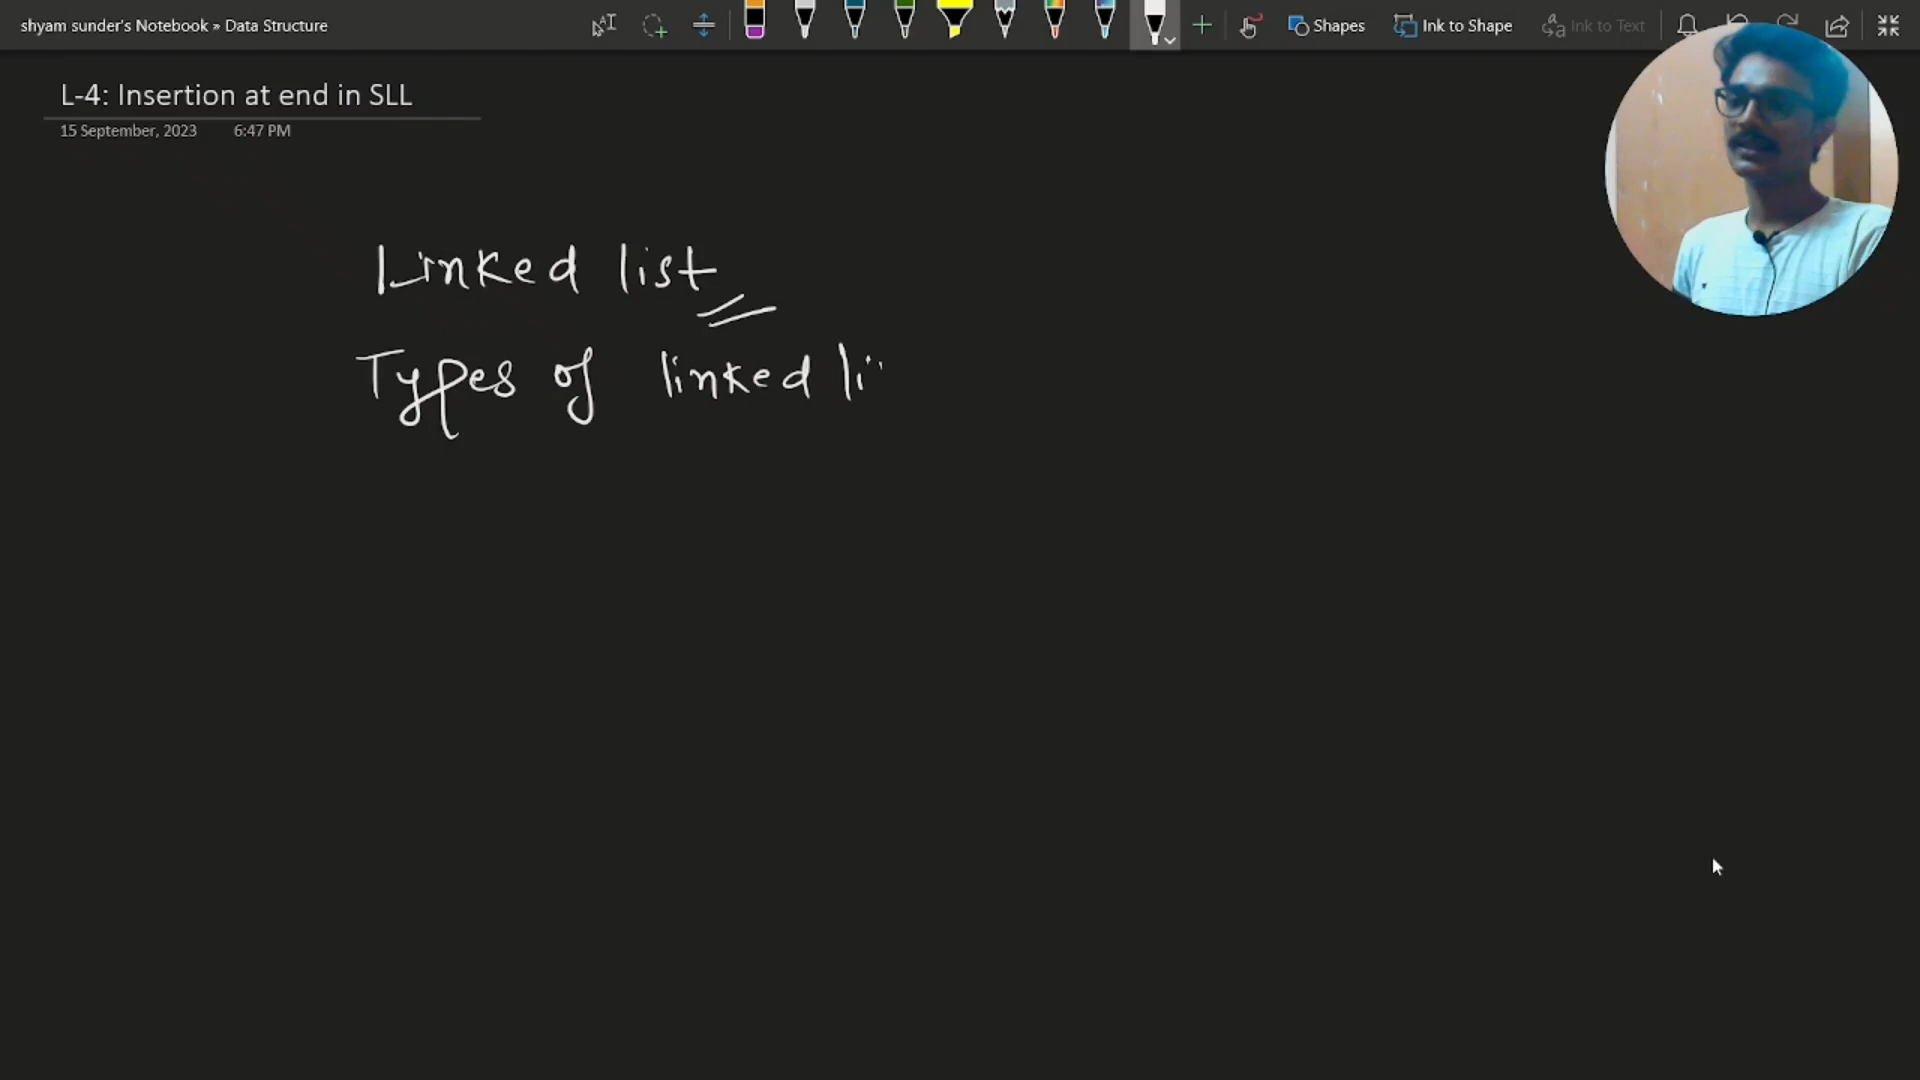 shyam sunder's Notebook » Data Structure
Shapes
Ink to Shape
Ink to Text
L-4: Insertion at end in SLL
15 September, 2023 6:47 PM
Linked list
Types of linked li